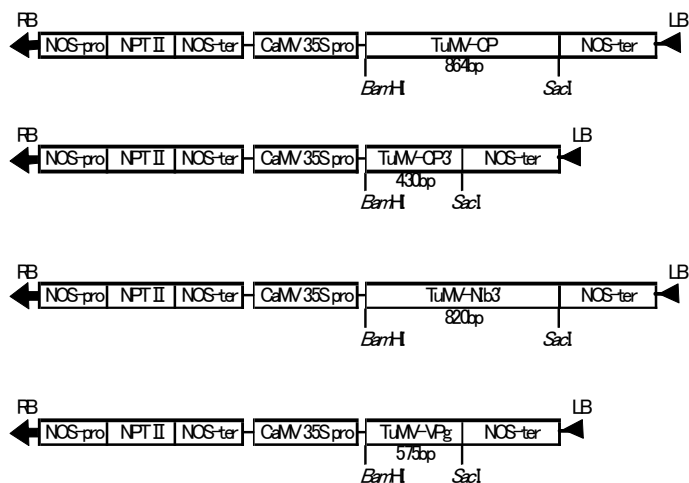 RB LB
NOS-pro NPT II NOS-ter CaMV 35S pro TuMV-CP NOS-ter
864bp
BamHI SacI
RB LB
NOS-pro NPT II NOS-ter CaMV 35S pro TuMV-CP3' NOS-ter
430bp
BamHI SacI
RB LB
NOS-pro NPT II NOS-ter CaMV 35S pro TuMV-NIb3' NOS-ter
820bp
BamHI SacI
RB LB
NOS-pro NPT II NOS-ter CaMV 35S pro TuMV-VPg NOS-ter
575bp
BamHI SacI